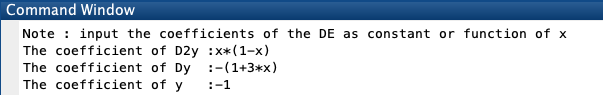 Command Window
Note : input the coefficients of the DE as constant or function of x
The coefficient of D2y :x*(1-x)
The coefficient of Dy  :-(1+3*x)
The coefficient of y   :-1